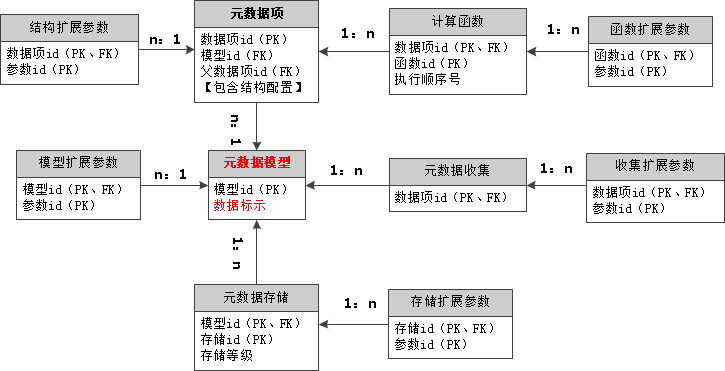 结构扩展参数
数据项id（PK、FK）
参数id（PK）
n：1
元数据项
数据项id（PK）
模型id（FK）
父数据项id（FK）
【包含结构配置】
1：n
计算函数
数据项id（PK、FK）
函数id（PK）
执行顺序号
函数扩展参数
函数id（PK、FK）
参数id（PK）
n：1
模型扩展参数
模型id（PK、FK）
参数id（PK）
n：1
元数据模型
模型id（PK）
数据标示
1：n
元数据收集
数据项id（PK、FK）
1：n
收集扩展参数
数据项id（PK、FK）
参数id（PK）
1：n
元数据存储
模型id（PK、FK）
存储id（PK）
存储等级
1：n
存储扩展参数
存储id（PK、FK）
参数id（PK）